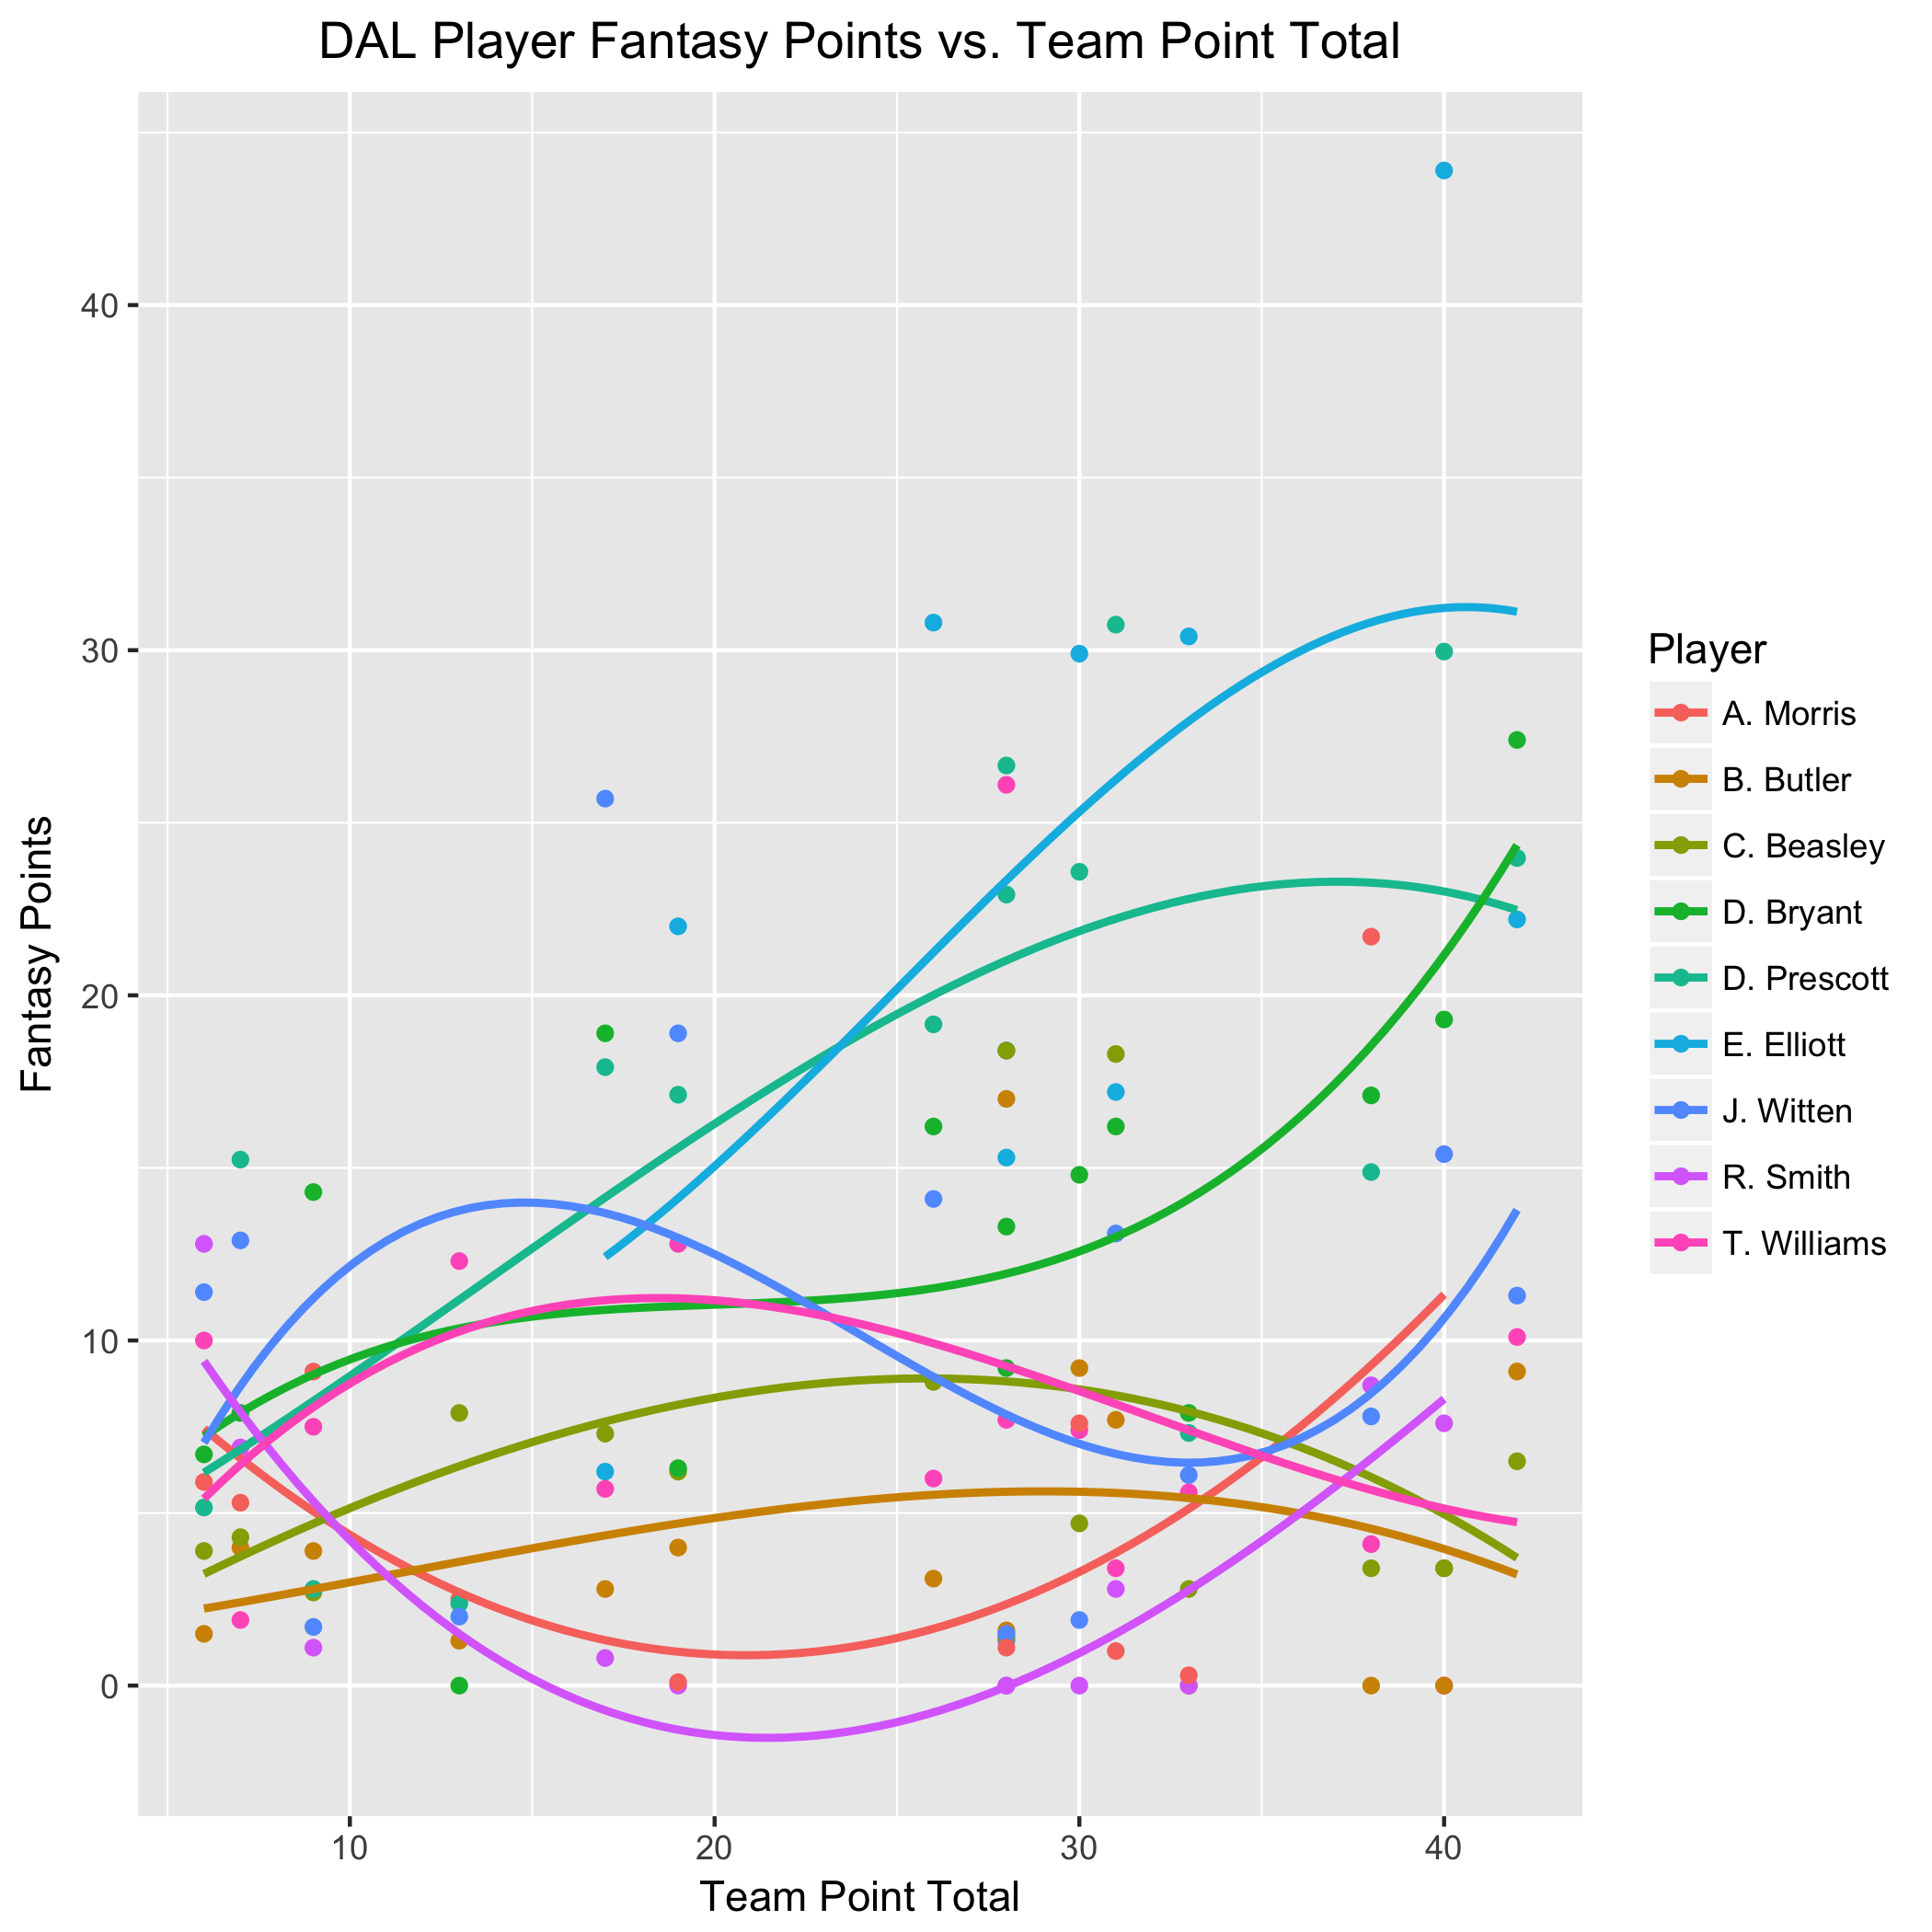 DAL Player Fantasy Points vs. Team Point Total
Fantasy Points
40
30
20
10
0
10
20
30
40
Team Point Total
Player
A. Morris
B. Butler
C. Beasley
D. Bryant
D. Prescott
E. Elliott
J. Witten
R. Smith
T. Williams